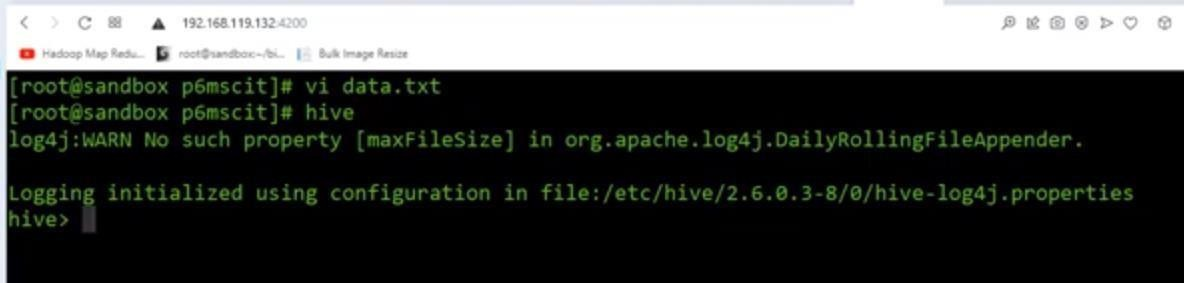 192.168.119.132:4200
Hadoop Map Redu... root@sandbox:~/bi... Bulk Image Resize
[root@sandbox p6mscit]# vi data.txt
[root@sandbox p6mscit]# hive
log4j:WARN No such property [maxFileSize] in org.apache.log4j.DailyRollingFileAppender.
Logging initialized using configuration in file:/etc/hive/2.6.0.3-8/0/hive-log4j.properties
hive>